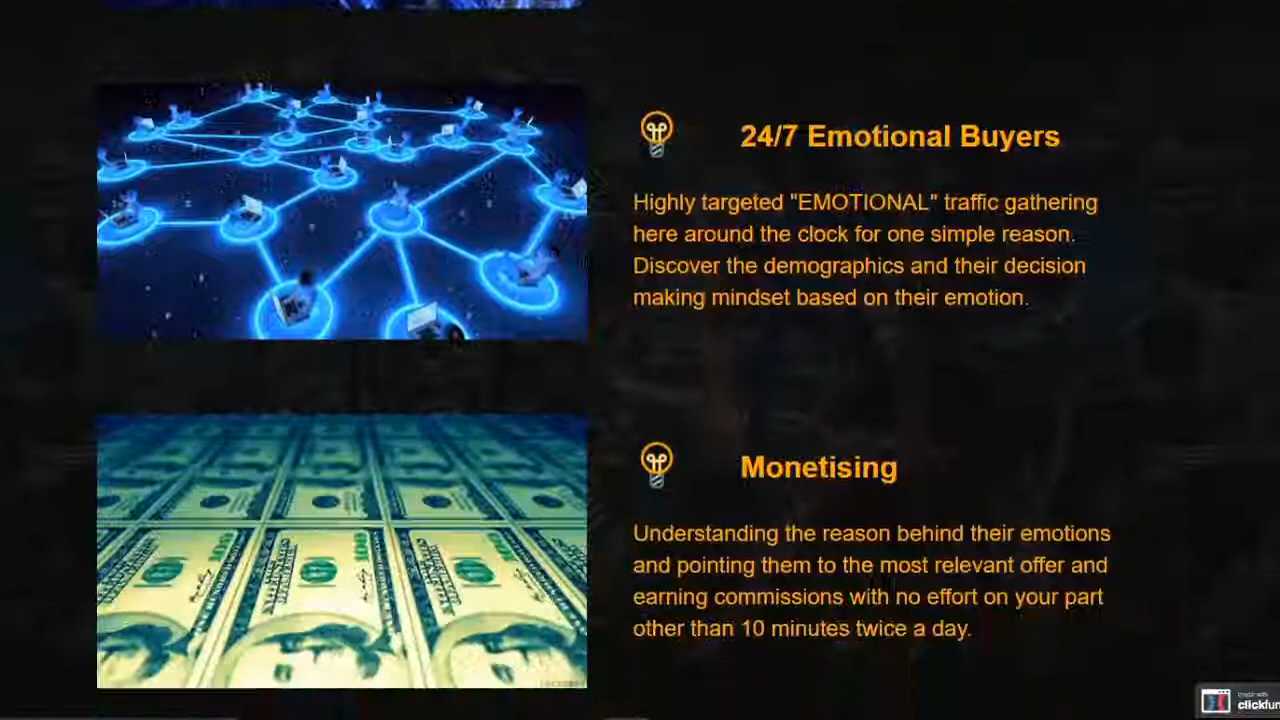 24/7 Emotional Buyers
Highly targeted "EMOTIONAL" traffic gathering
here around the clock for one simple reason.
Discover the demographics and their decision
making mindset based on their emotion.
Monetising
Understanding the reason behind their emotions
and pointing them to the most relevant offer and
earning commissions with no effort on your part
other than 10 minutes twice a day.
clickfun